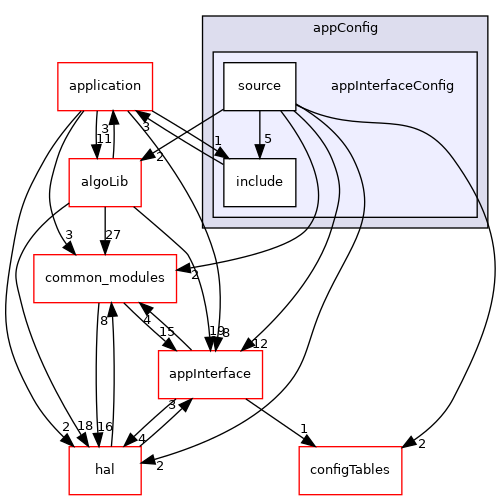 appConfig
application
source
appInterfaceConfig
3
3
11
1
5
2
algoLib
include
3
27
2
common_modules
8
4
15
19
8
12
appInterface
3
2
18
16
4
1
2
2
hal
configTables